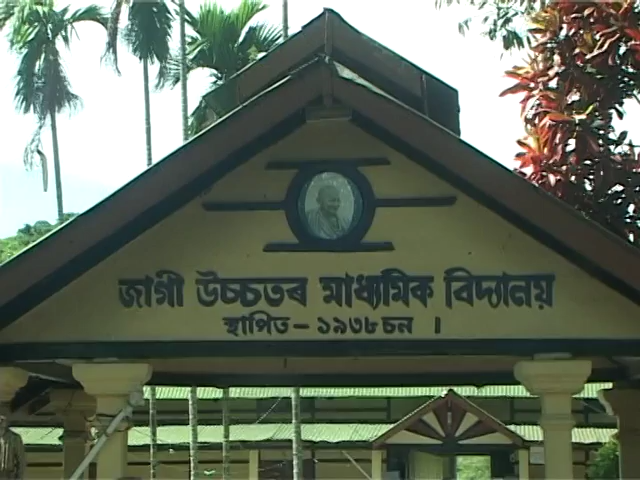 জাগী উচ্চতৰ মাধ্যমিক বিদ্যালয়
স্থাপিত – ১৯৩৮ চন ।